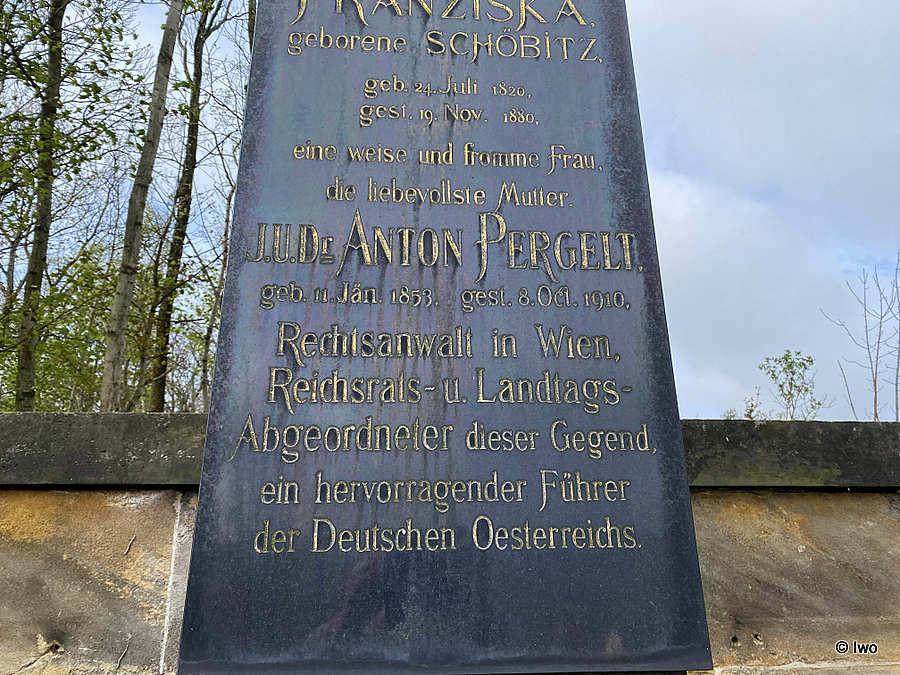 FRANZISKA,
geborene SCHÖBITZ,
geb. 24. Juli 1820,
gest. 19. Nov. 1880,
eine weise und fromme Frau,
die liebevollste Mutter.
J.U.Dr. ANTON PERGELT,
geb. 11. Jän. 1853. gest. 8. Oct. 1910,
Rechtsanwalt in Wien,
Reichsrats- u. Landtags-
Abgeordneter dieser Gegend,
ein hervorragender Führer
der Deutschen Oesterreichs.
© Iwo